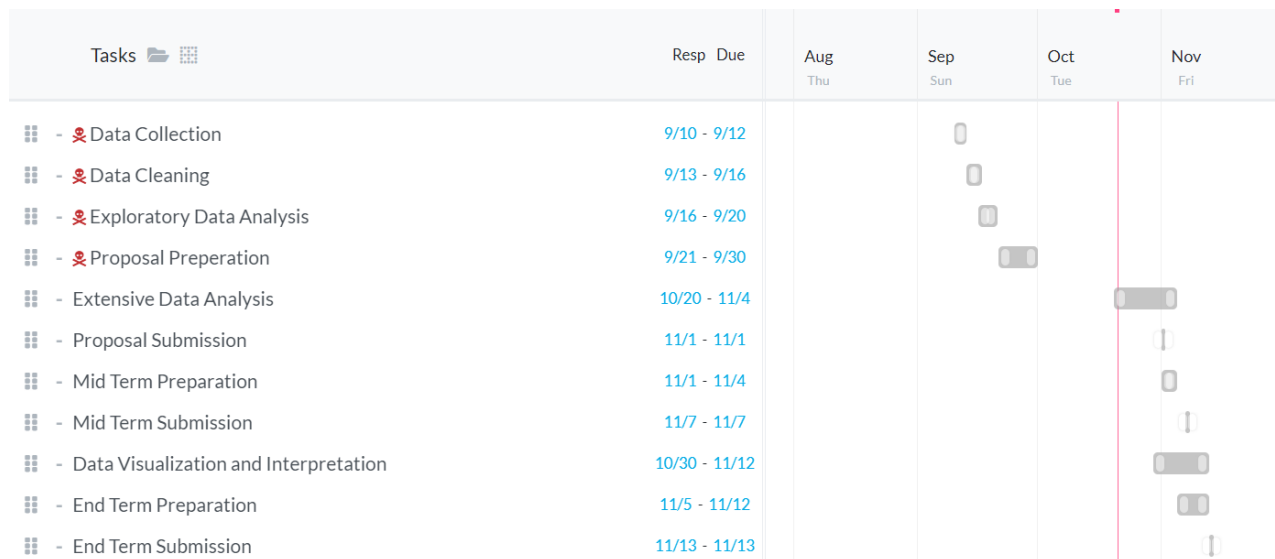 Tasks Resp Due Aug Sep Oct Nov
Thu Sun Tue Fri
- Data Collection 9/10 - 9/12
- Data Cleaning 9/13 - 9/16
- Exploratory Data Analysis 9/16 - 9/20
- Proposal Preperation 9/21 - 9/30
- Extensive Data Analysis 10/20 - 11/4
- Proposal Submission 11/1 - 11/1
- Mid Term Preparation 11/1 - 11/4
- Mid Term Submission 11/7 - 11/7
- Data Visualization and Interpretation 10/30 - 11/12
- End Term Preparation 11/5 - 11/12
- End Term Submission 11/13 - 11/13